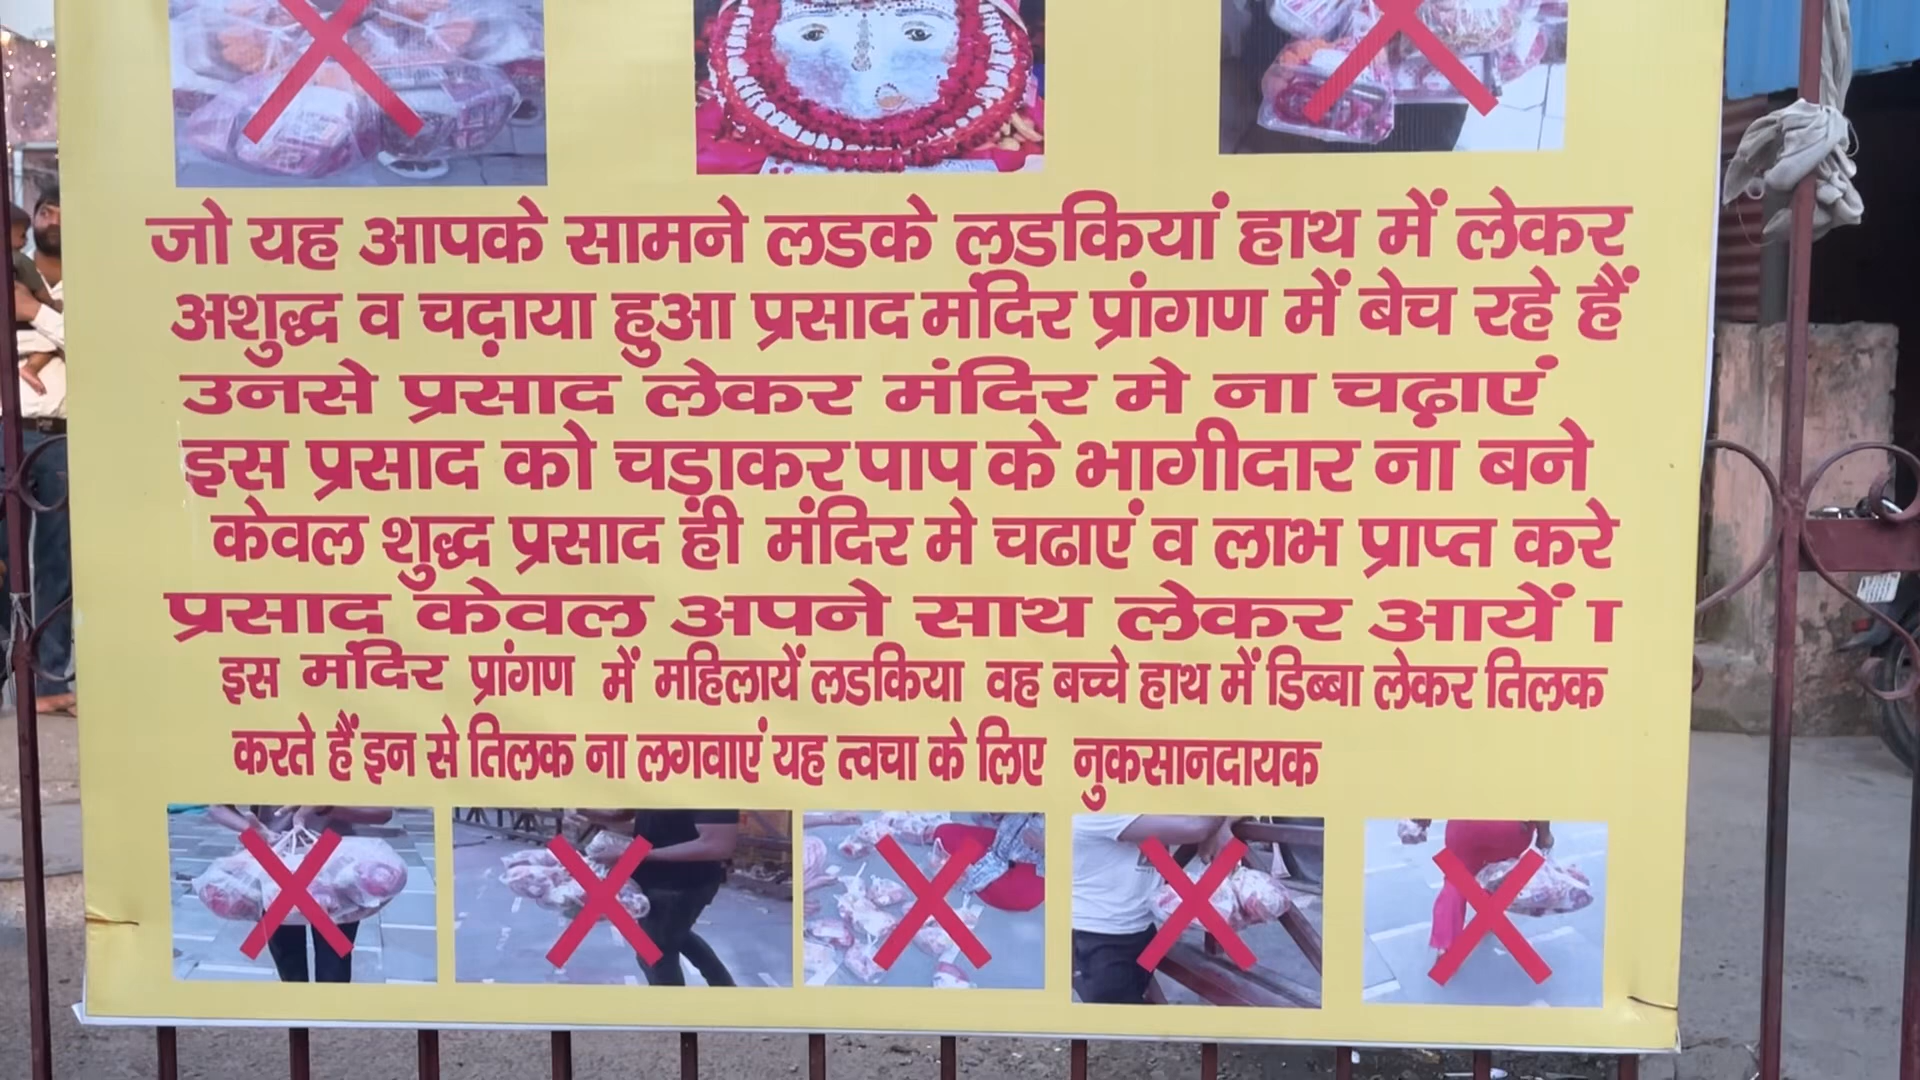 जो यह आपके सामने लडके लडकियां हाथ में लेकर
अशुद्ध व चढ़ाया हुआ प्रसाद मंदिर प्रांगण में बेच रहे हैं
उनसे प्रसाद लेकर मंदिर मे ना चढ़ाएं
इस प्रसाद को चड़ाकर पाप के भागीदार ना बने
केवल शुद्ध प्रसाद ही मंदिर मे चढाएं व लाभ प्राप्त करे
प्रसाद केवल अपने साथ लेकर आयें।
इस मंदिर प्रांगण में महिलायें लडकिया वह बच्चे हाथ में डिब्बा लेकर तिलक
करते हैं इन से तिलक ना लगवाएं यह त्वचा के लिए नुकसानदायक